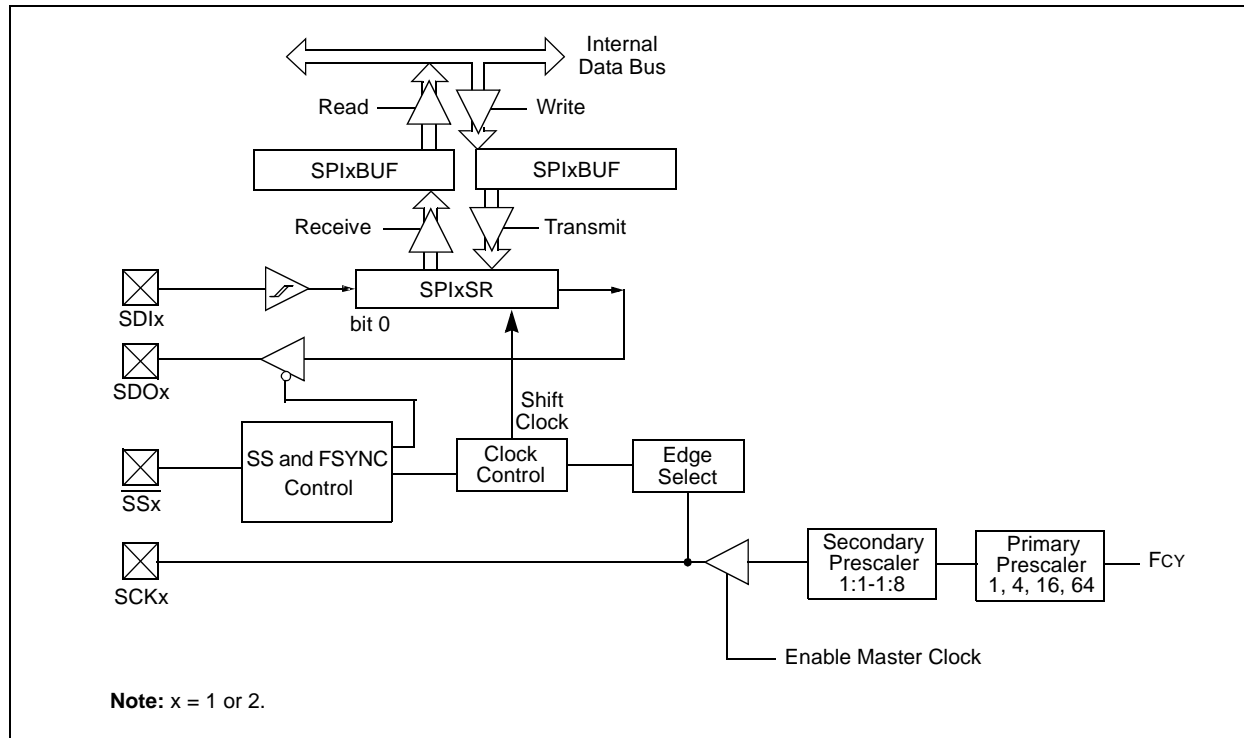 Internal
Data Bus
Read
Write
SPIxBUF
SPIxBUF
Receive
Transmit
SPIxSR
SDIx
bit 0
SDOx
Shift
Clock
SS and FSYNC
Control
Clock
Control
Edge
Select
SSx
Secondary
Prescaler
1:1-1:8
Primary
Prescaler
1, 4, 16, 64
FCY
SCKx
Enable Master Clock
Note: x = 1 or 2.